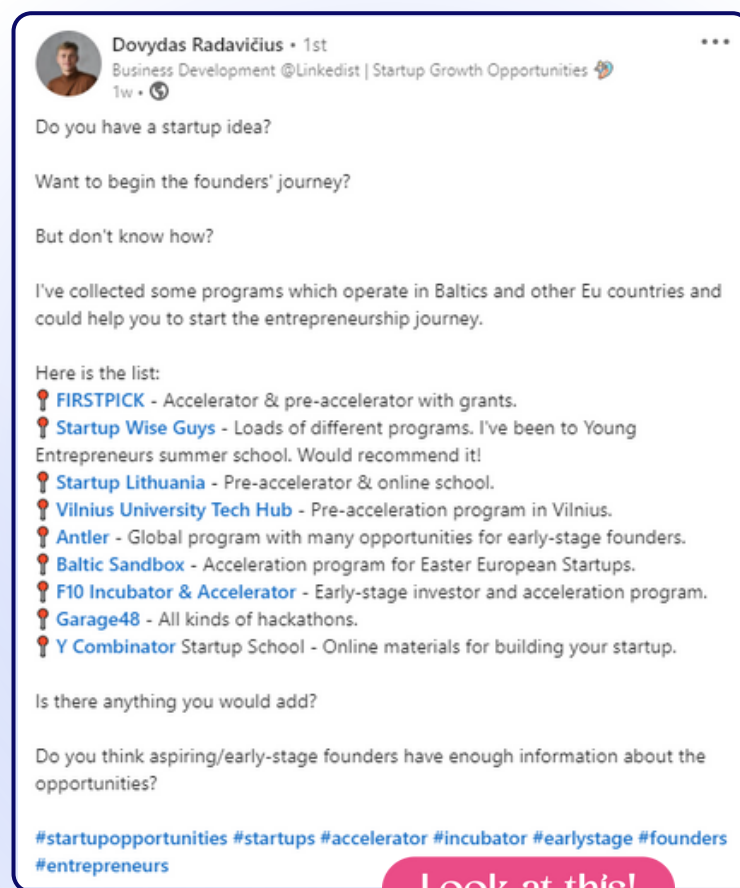 Dovydas Radavičius • 1st
Business Development @Linkedist | Startup Growth Opportunities
1w •
Do you have a startup idea?
Want to begin the founders' journey?
But don't know how?
I've collected some programs which operate in Baltics and other Eu countries and
could help you to start the entrepreneurship journey.
Here is the list:
FIRSTPICK - Accelerator & pre-accelerator with grants.
Startup Wise Guys - Loads of different programs. I've been to Young
Entrepreneurs summer school. Would recommend it!
Startup Lithuania - Pre-accelerator & online school.
Vilnius University Tech Hub - Pre-acceleration program in Vilnius.
Antler - Global program with many opportunities for early-stage founders.
Baltic Sandbox - Acceleration program for Easter European Startups.
F10 Incubator & Accelerator - Early-stage investor and acceleration program.
Garage48 - All kinds of hackathons.
Y Combinator Startup School - Online materials for building your startup.
Is there anything you would add?
Do you think aspiring/early-stage founders have enough information about the
opportunities?
#startupopportunities #startups #accelerator #incubator #earlystage #founders
#entrepreneurs
Look at this!